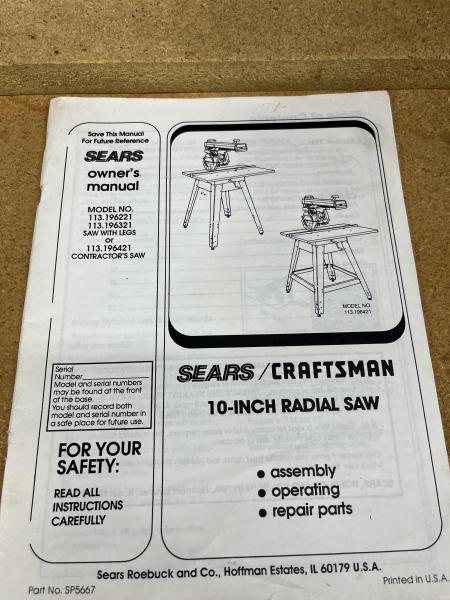 Save This Manual
For Future Reference
SEARS
owner's
manual
MODEL NO.
113.196221
113.196321
SAW WITH LEGS
or
113.196421
CONTRACTOR'S SAW
Serial
Number
Model and serial numbers
may be found at the front
of the base.
You should record both
model and serial number in
a safe place for future use.
FOR YOUR
SAFETY:
READ ALL
INSTRUCTIONS
CAREFULLY
MODEL NO.
113.196421
SEARS / CRAFTSMAN
10-INCH RADIAL SAW
• assembly
• operating
• repair parts
Sears Roebuck and Co., Hoffman Estates, IL 60179 U.S.A.
Part No. SP5667
Printed in U.S.A.